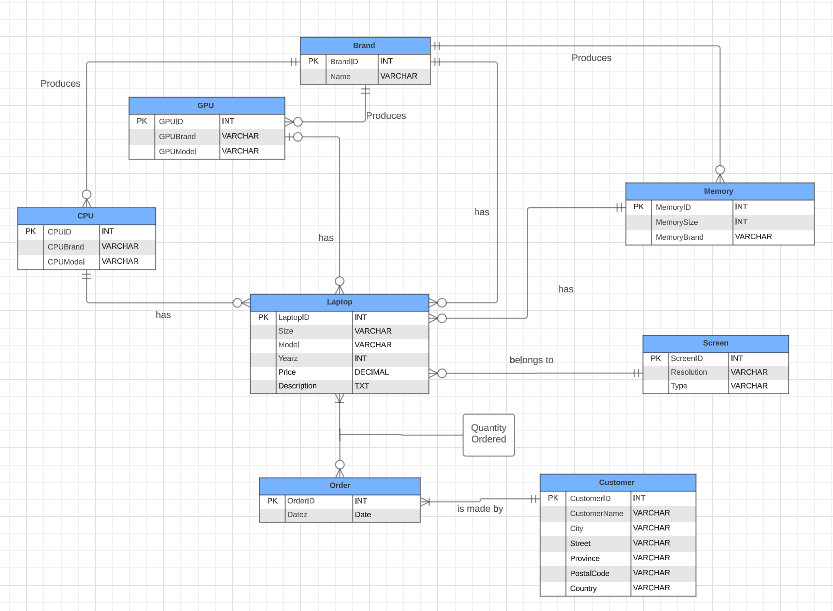 Brand
PK BrandID INT
Name VARCHAR
Produces
Produces
GPU
PK GPUID INT
GPUBrand VARCHAR
GPUModel VARCHAR
Produces
Memory
PK MemoryID INT
MemorySize INT
MemoryBrand VARCHAR
CPU
PK CPUID INT
CPUBrand VARCHAR
CPUModel VARCHAR
has
has
has
has
Laptop
PK LaptopID INT
Size VARCHAR
Model VARCHAR
Yearz INT
Price DECIMAL
Description TXT
Screen
PK ScreenID INT
Resolution VARCHAR
Type VARCHAR
belongs to
Quantity
Ordered
Order
PK OrderID INT
Datez Date
is made by
Customer
PK CustomerID INT
CustomerName VARCHAR
City VARCHAR
Street VARCHAR
Province VARCHAR
PostalCode VARCHAR
Country VARCHAR